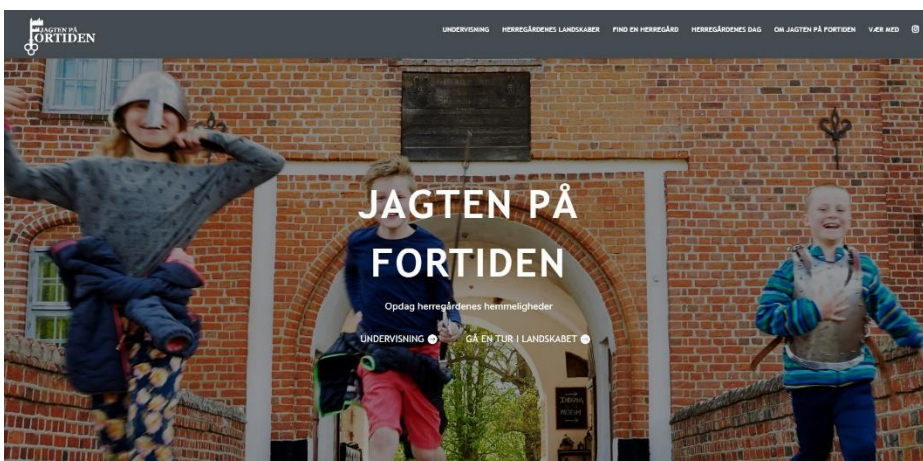 JAGTEN PÅ
FORTIDEN
UNDERVISNING HERREGÅRDENES LANDSKABER FIND EN HERREGÅRD HERREGÅRDENES DAG OM JAGTEN PÅ FORTIDEN VÆR MED
JAGTEN PÅ
FORTIDEN
Opdag herregårdenes hemmeligheder
UNDERVISNING GÅ EN TUR I LANDSKABET